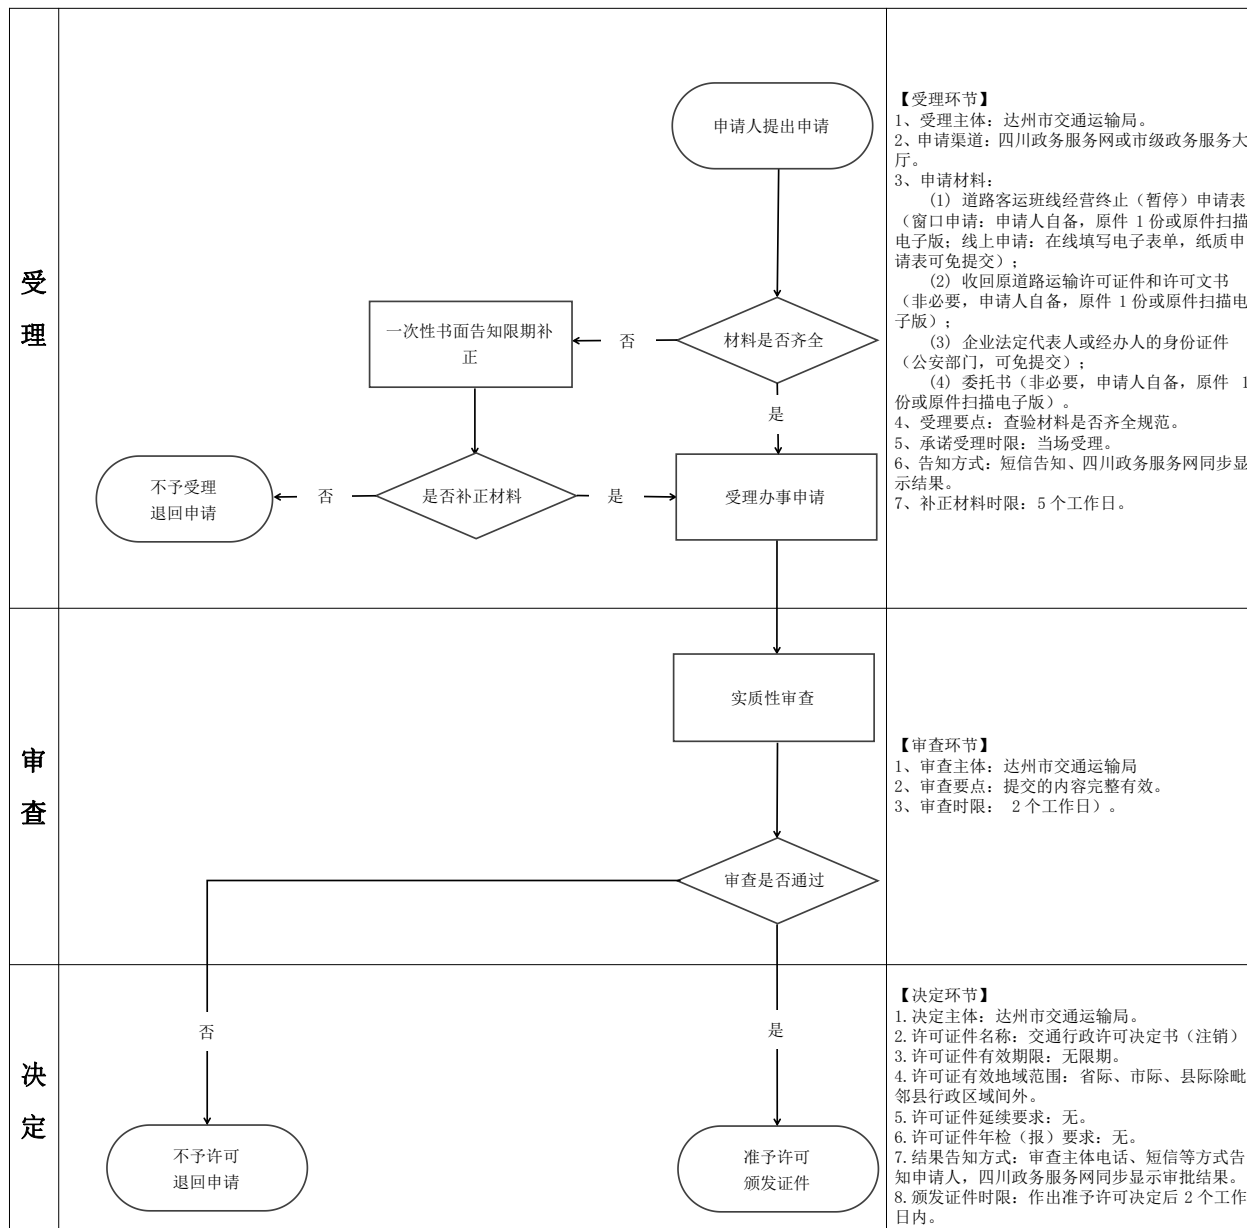 受
理
申请人提出申请
材料是否齐全
否
一次性书面告知限期补
正
是
是否补正材料
否
不予受理
退回申请
是
受理办事申请
【受理环节】
1、受理主体：达州市交通运输局。
2、申请渠道：四川政务服务网或市级政务服务大
厅。
3、申请材料：
（1）道路客运班线经营终止（暂停）申请表
（窗口申请：申请人自备，原件 1 份或原件扫描
电子版；线上申请：在线填写电子表单，纸质申
请表可免提交）；
（2）收回原道路运输许可证件和许可文书
（非必要，申请人自备，原件 1 份或原件扫描电
子版）；
（3）企业法定代表人或经办人的身份证件
（公安部门，可免提交）；
（4）委托书（非必要，申请人自备，原件 1
份或原件扫描电子版）。
4、受理要点：查验材料是否齐全规范。
5、承诺受理时限：当场受理。
6、告知方式：短信告知、四川政务服务网同步显
示结果。
7、补正材料时限：5 个工作日。
审
查
实质性审查
审查是否通过
【审查环节】
1、审查主体：达州市交通运输局
2、审查要点：提交的内容完整有效。
3、审查时限： 2 个工作日）。
决
定
否
不予许可
退回申请
是
准予许可
颁发证件
【决定环节】
1.决定主体：达州市交通运输局。
2.许可证件名称：交通行政许可决定书（注销）
3.许可证件有效期限：无限期。
4.许可证有效地域范围：省际、市际、县际除毗
邻县行政区域间外。
5.许可证件延续要求：无。
6.许可证件年检（报）要求：无。
7.结果告知方式：审查主体电话、短信等方式告
知申请人，四川政务服务网同步显示审批结果。
8.颁发证件时限：作出准予许可决定后 2 个工作
日内。